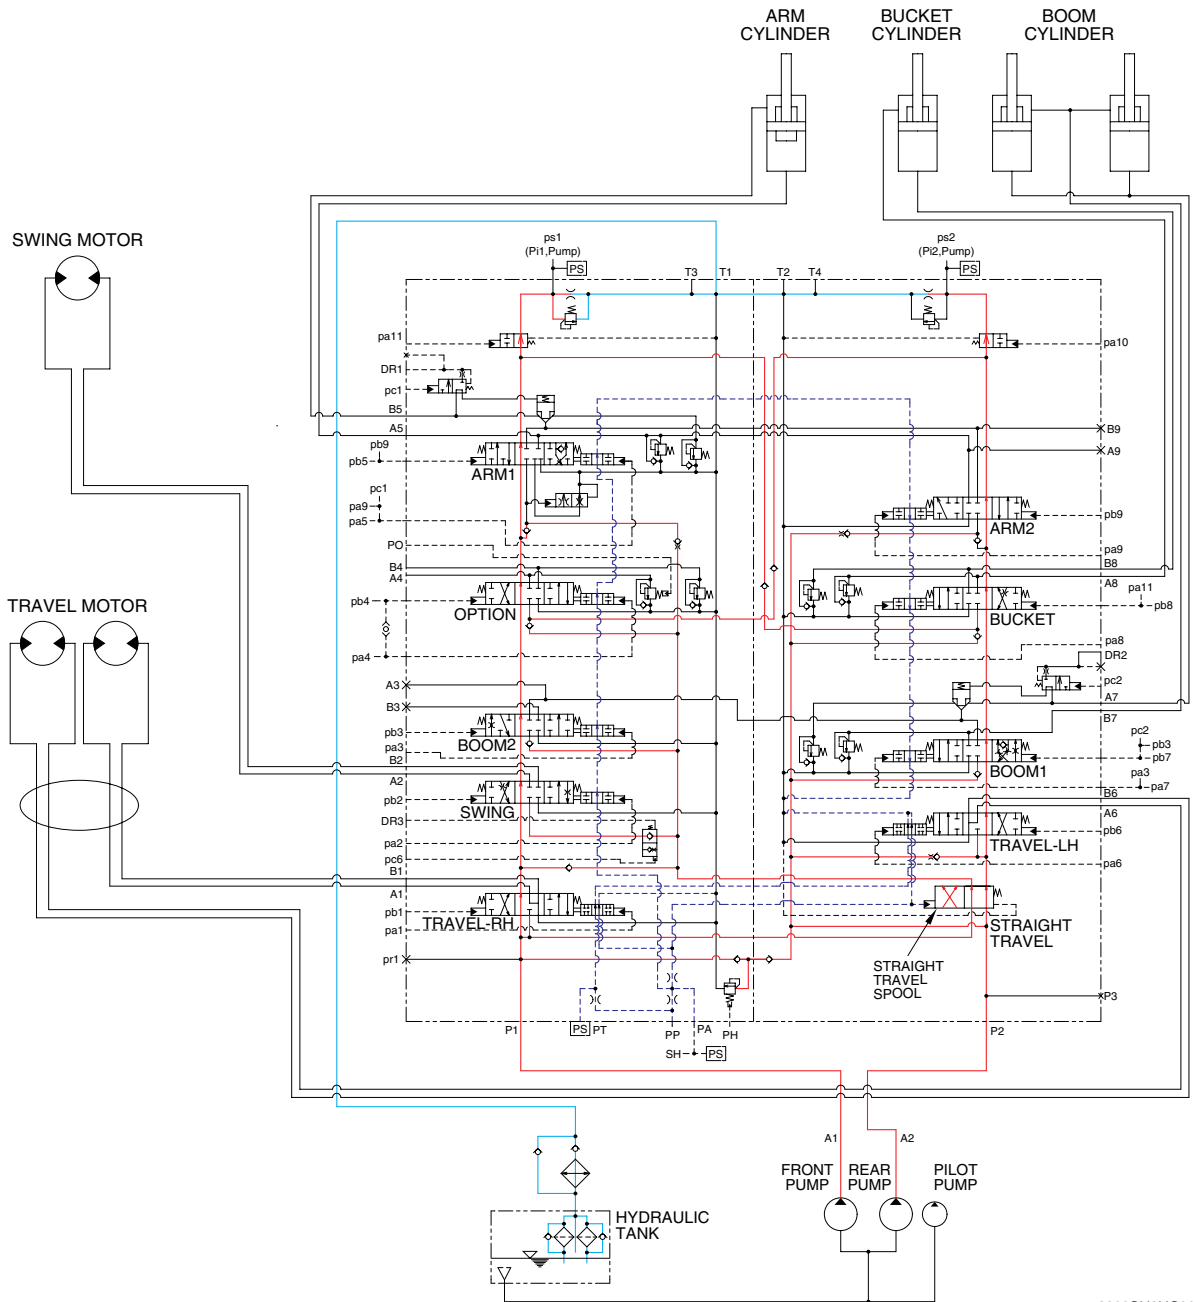 ARM
CYLINDER
BUCKET
CYLINDER
BOOM
CYLINDER
SWING MOTOR
ps1
(Pi1,Pump)
PS
T3
T1
T2
T4
ps2
(Pi2,Pump)
PS
pa11
pa10
DR1
pc1
B5
A5
B9
pb9
A9
pb5
ARM1
pc1
pa9
pa5
pb9
ARM2
PO
pa9
B4
B8
A4
A8
pa11
pb4
OPTION
BUCKET
pb8
TRAVEL MOTOR
pa8
pa4
DR2
A3
pc2
A7
B3
B7
pb3
BOOM2
pc2
pb3
pa3
BOOM1
pb7
B2
pa3
A2
pa7
pb2
SWING
B6
DR3
A6
pb6
pa2
TRAVEL-LH
pc6
pa6
B1
A1
pb1
TRAVEL-RH
STRAIGHT
TRAVEL
pa1
pr1
STRAIGHT
TRAVEL
SPOOL
P3
P1
PS
PT
PP
PA
PH
P2
SH
PS
A1
A2
FRONT
PUMP
REAR
PUMP
PILOT
PUMP
HYDRAULIC
TANK